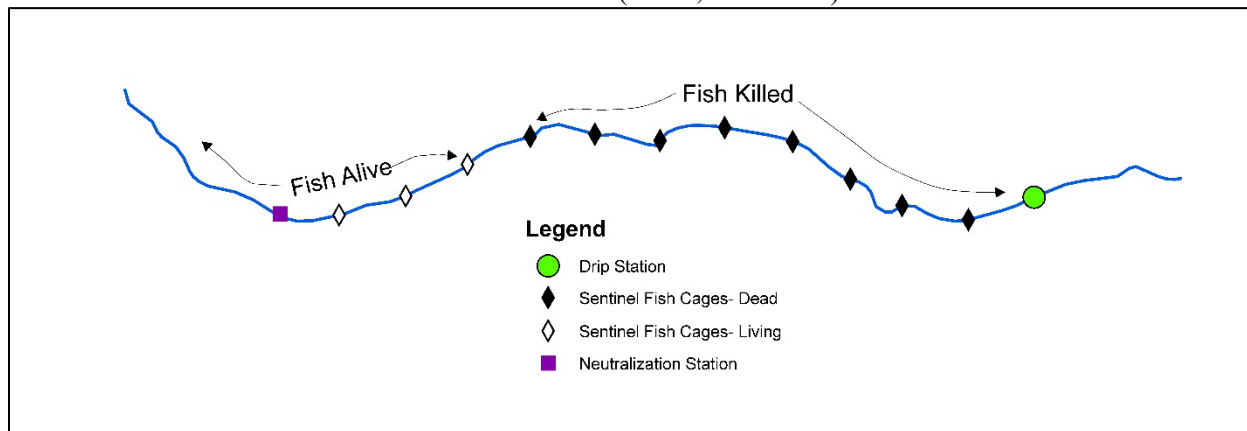 Fish Killed
Fish Alive
Legend
Drip Station
Sentinel Fish Cages- Dead
Sentinel Fish Cages- Living
Neutralization Station